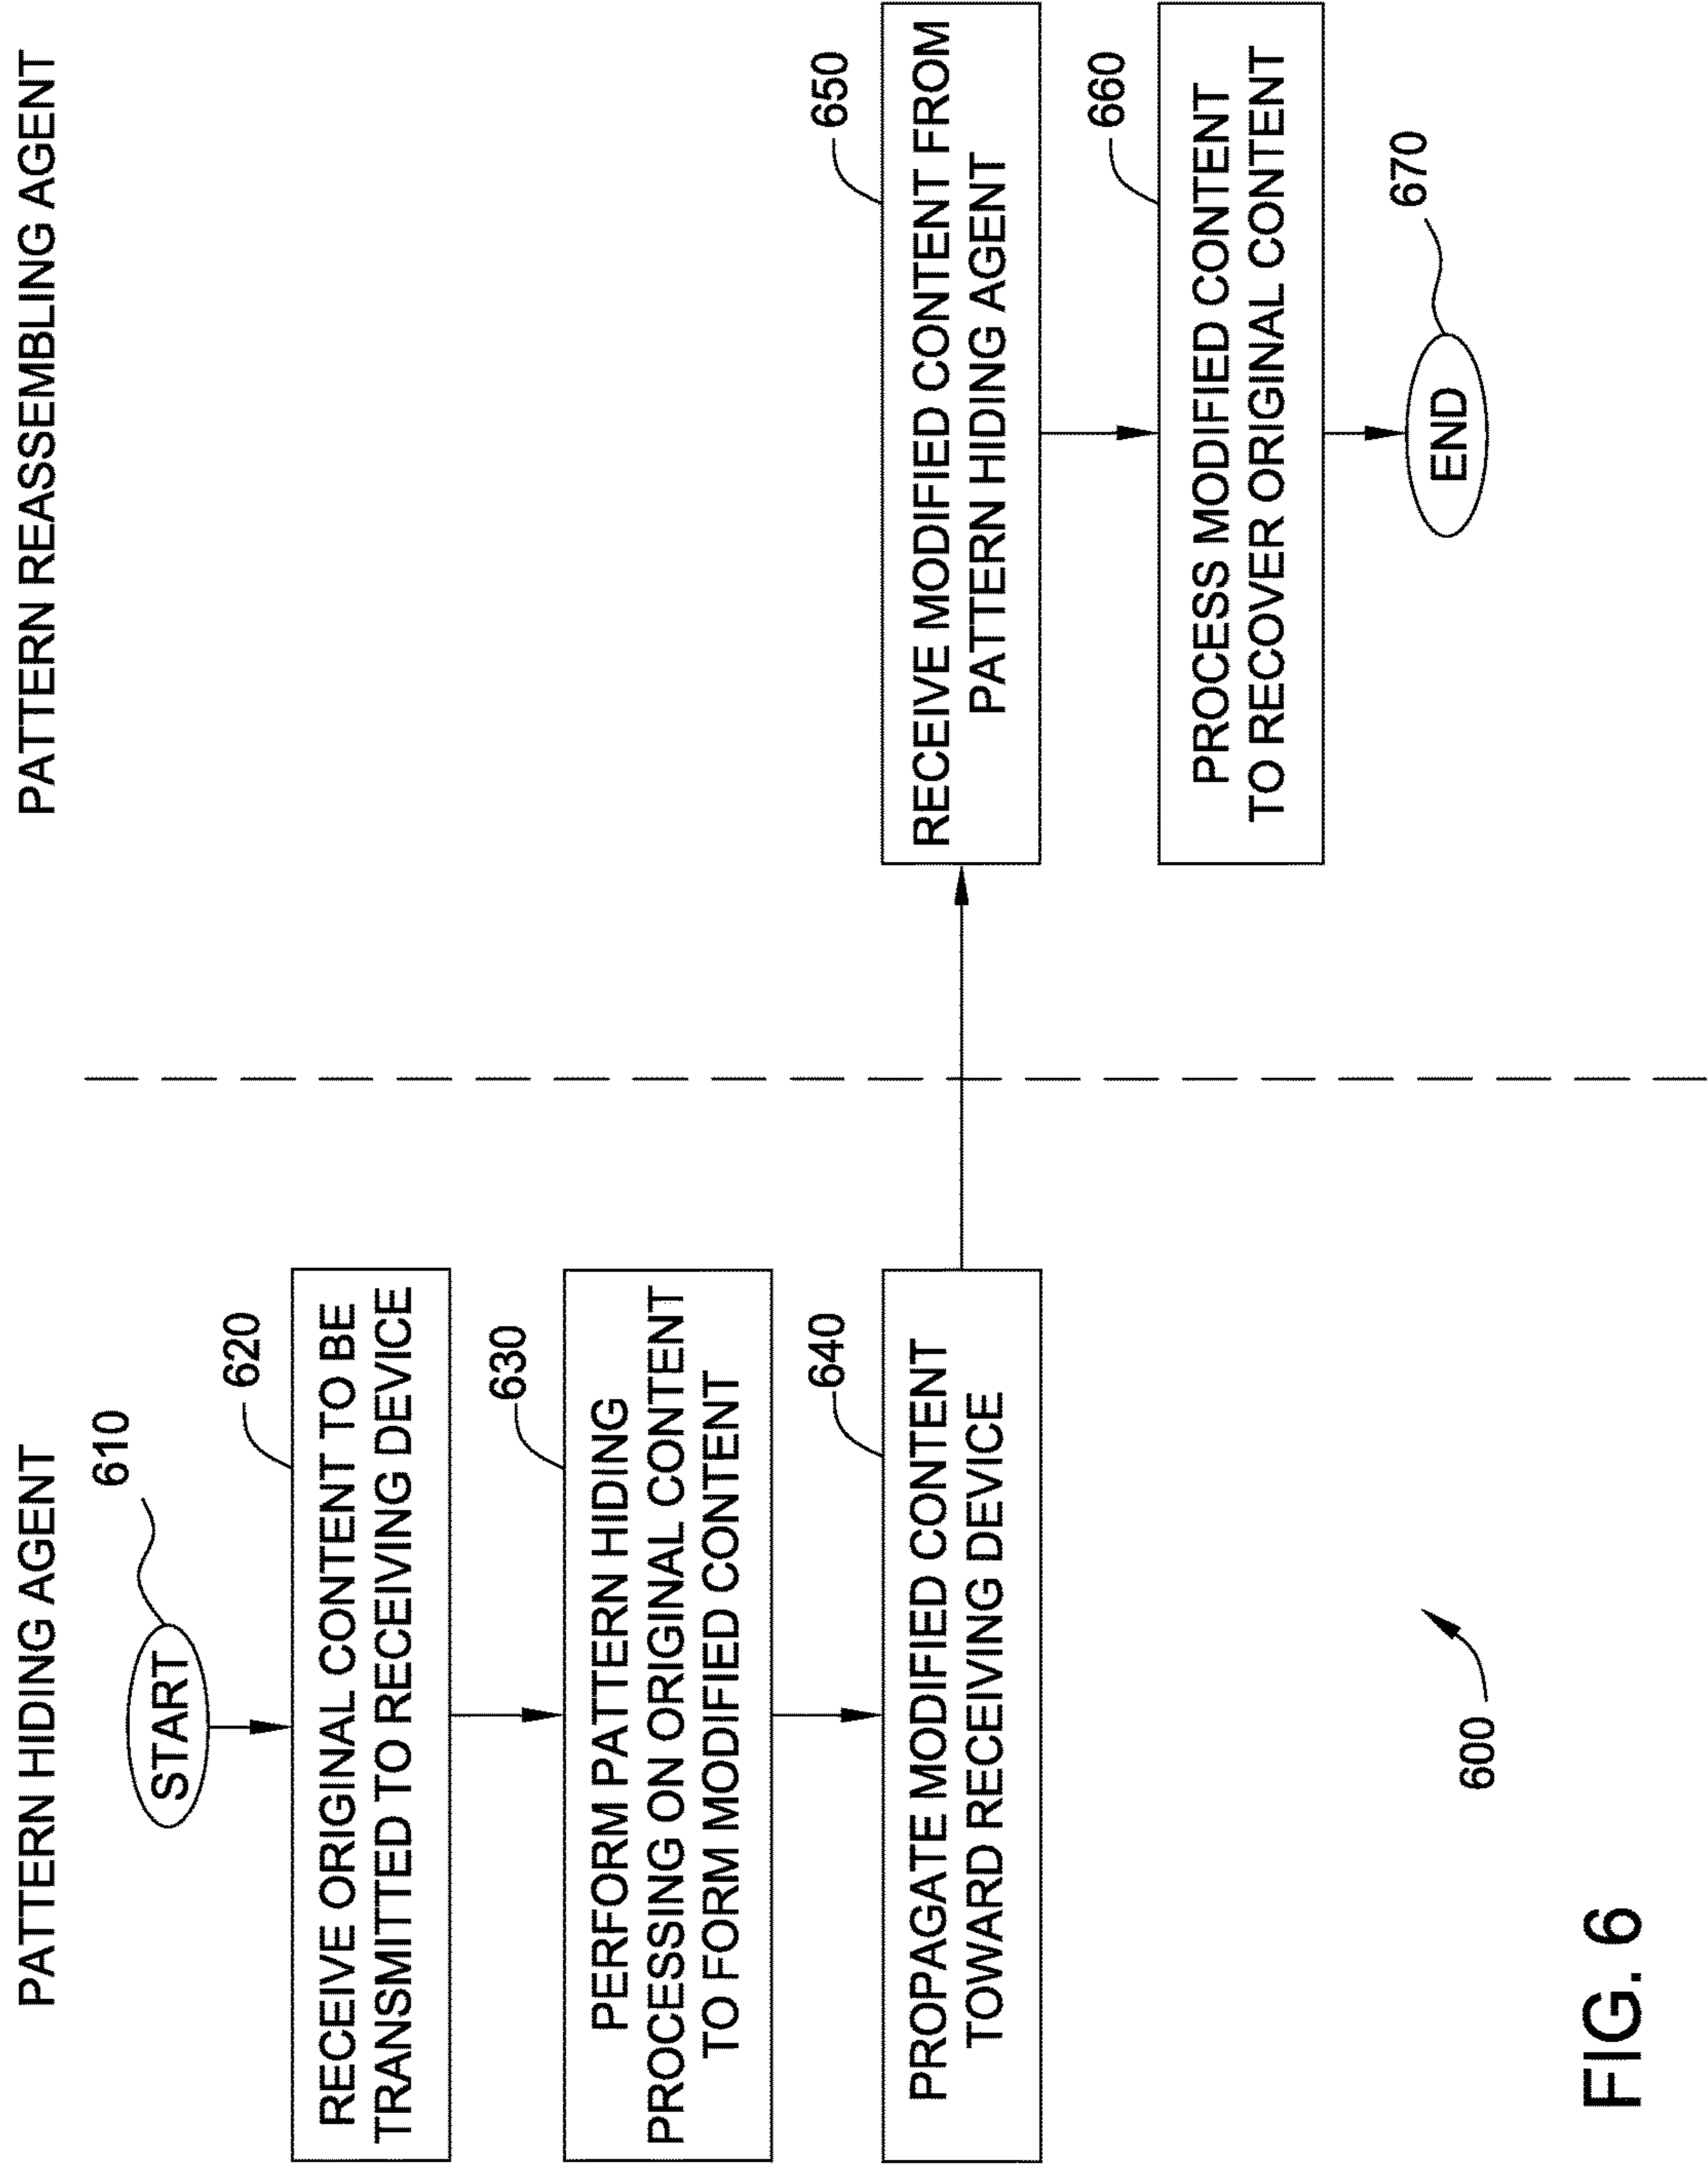 PATTERN HIDING AGENT
PATTERN REASSEMBLING AGENT
610
START
620
RECEIVE ORIGINAL CONTENT TO BE
TRANSMITTED TO RECEIVING DEVICE
630
PERFORM PATTERN HIDING
PROCESSING ON ORIGINAL CONTENT
TO FORM MODIFIED CONTENT
640
PROPAGATE MODIFIED CONTENT
TOWARD RECEIVING DEVICE
650
RECEIVE MODIFIED CONTENT FROM
PATTERN HIDING AGENT
660
PROCESS MODIFIED CONTENT
TO RECOVER ORIGINAL CONTENT
670
END
600
FIG. 6